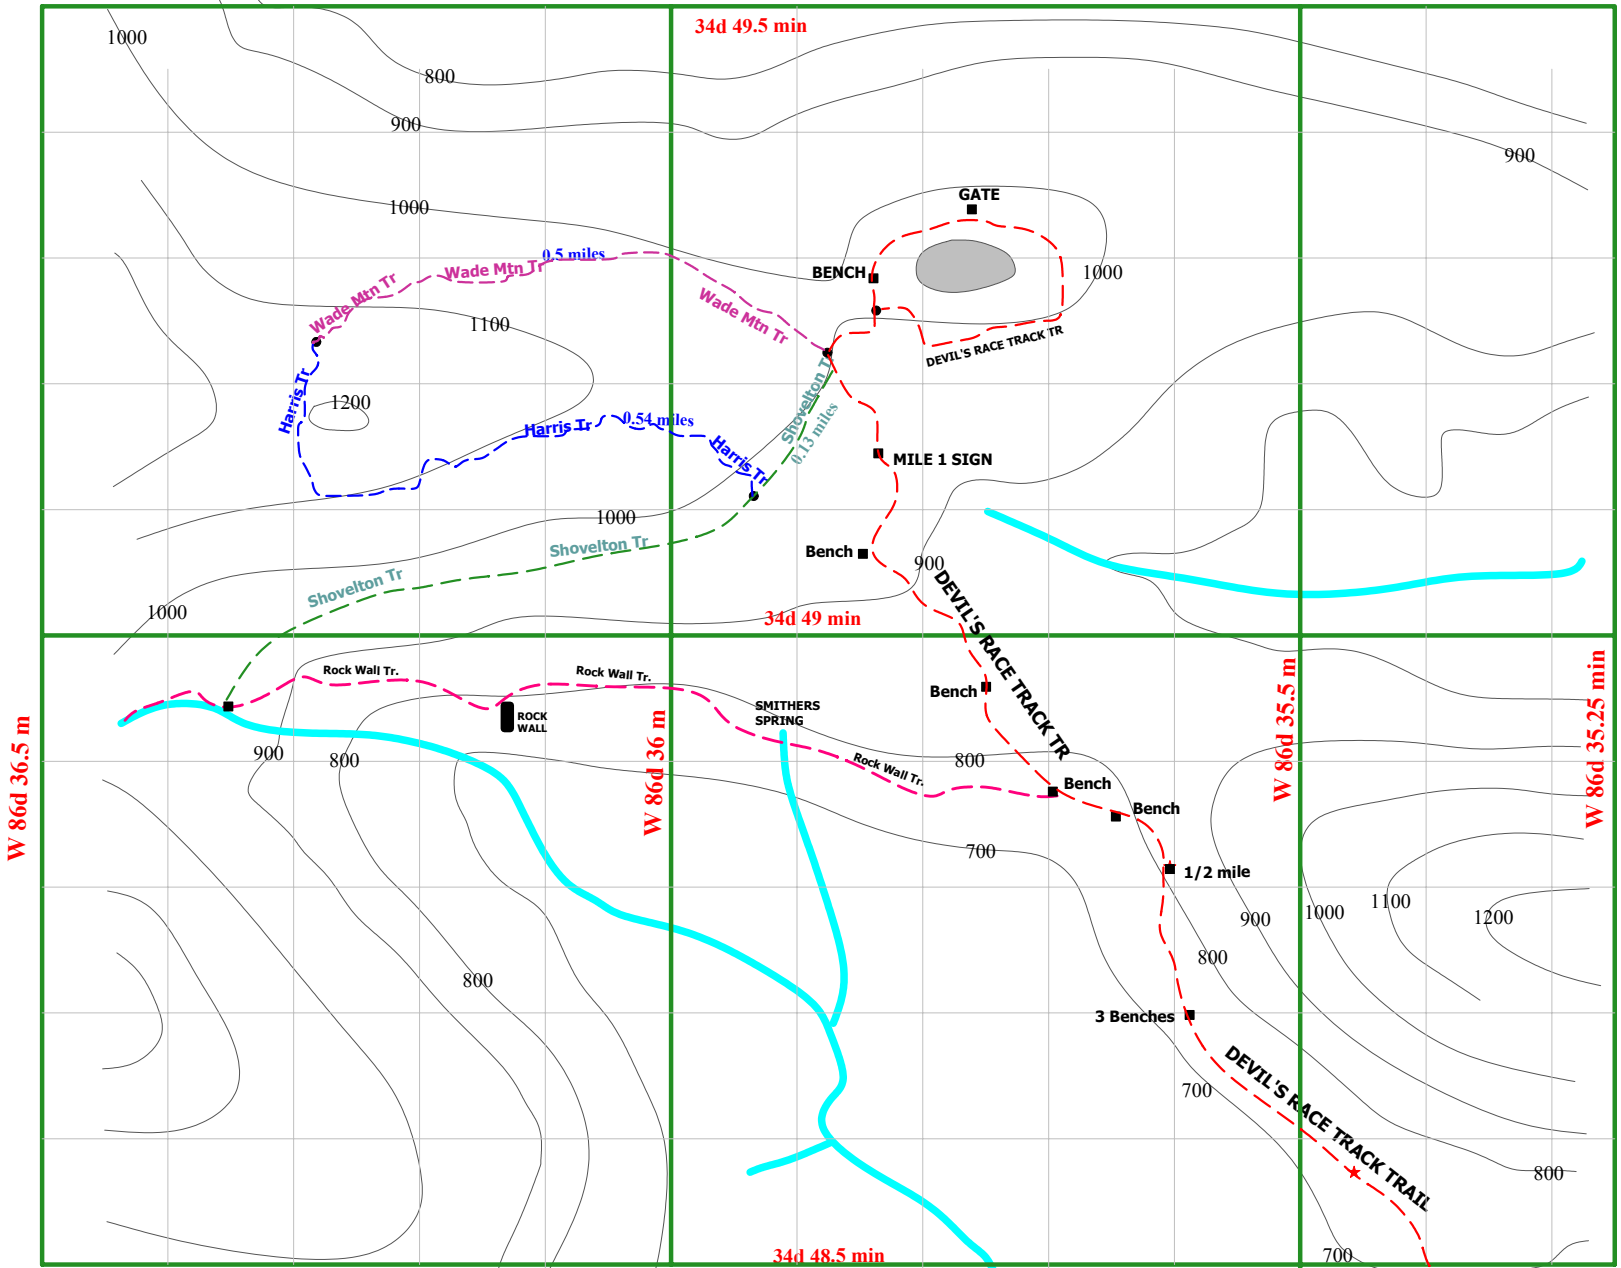 34d 49.5 min
1000
800
900
900
GATE
1000
0.5 miles
Wade Mtn Tr
Wade Mtn Tr
BENCH
1000
Wade Mtn Tr
1100
DEVIL'S RACE TRACK TR
Harris Tr
1200
Shovelton Tr
0.13 miles
0.54 miles
Harris Tr
Harris Tr
MILE 1 SIGN
1000
Shovelton Tr
Bench
900
Shovelton Tr
1000
34d 49 min
DEVIL'S RACE TRACK TR
Rock Wall Tr.
Rock Wall Tr.
Bench
SMITHERS
SPRING
ROCK
WALL
W 86d 36.5 m
W 86d 36 m
W 86d 35.5 m
W 86d 35.25 min
900
800
800
Rock Wall Tr.
Bench
Bench
700
1/2 mile
900
1000
1100
1200
800
800
3 Benches
700
DEVIL'S RACE TRACK TRAIL
800
34d 48.5 min
700